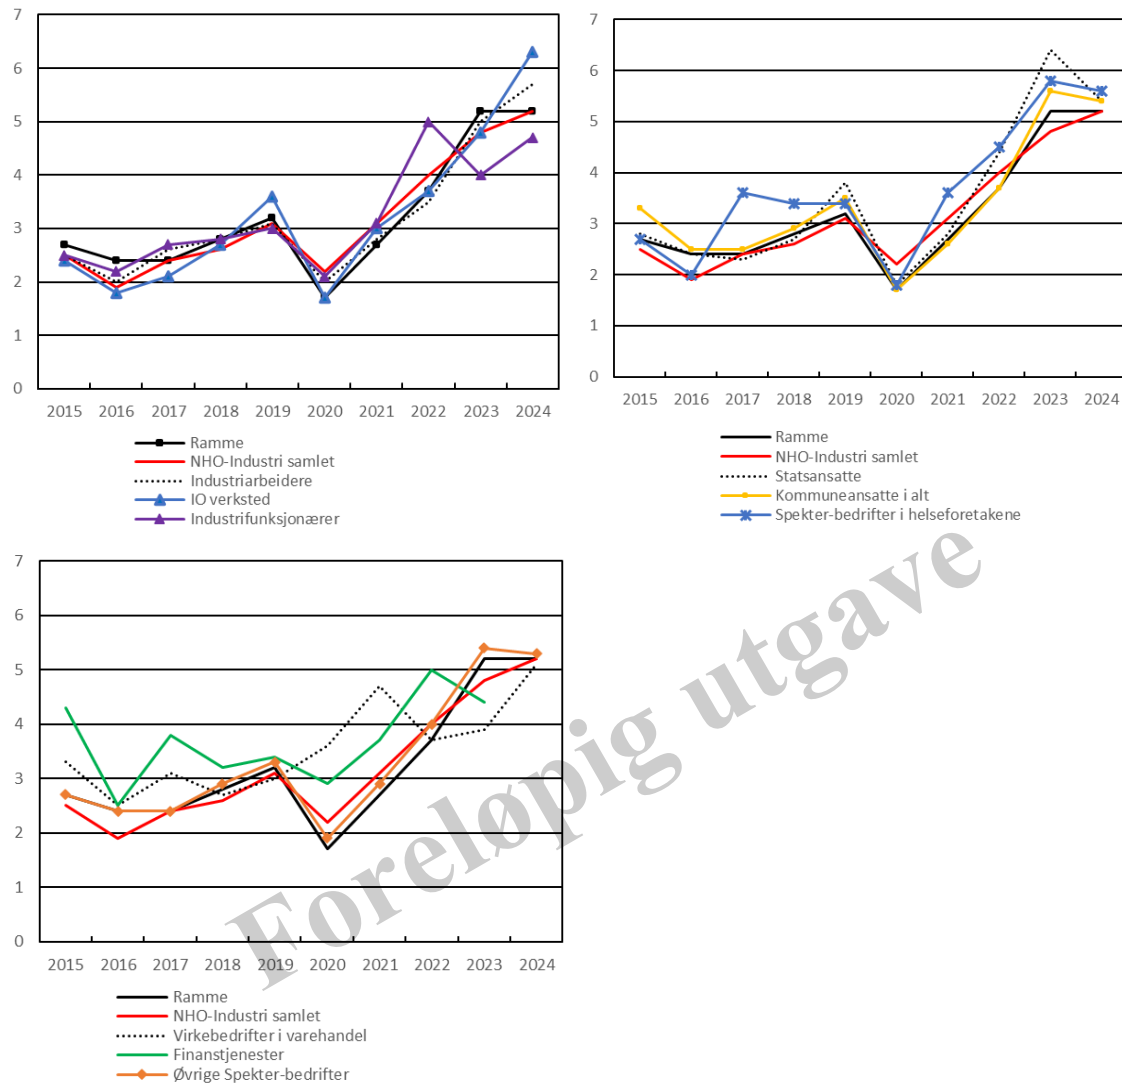 7
6
5
4
3
2
1
0
2015 2016 2017 2018 2019 2020 2021 2022 2023 2024
Ramme
NHO-Industri samlet
Industriarbeidere
IO verksted
Industrifunksjonærer
7
6
5
4
3
2
1
0
2015 2016 2017 2018 2019 2020 2021 2022 2023 2024
Ramme
NHO-Industri samlet
Statsansatte
Kommuneansatte i alt
Spekter-bedrifter i helseforetakene
7
6
5
4
3
2
1
0
2015 2016 2017 2018 2019 2020 2021 2022 2023 2024
Ramme
NHO-Industri samlet
Virkebedrifter i varehandel
Finanstjenester
Øvrige Spekter-bedrifter
Foreløpig utgave